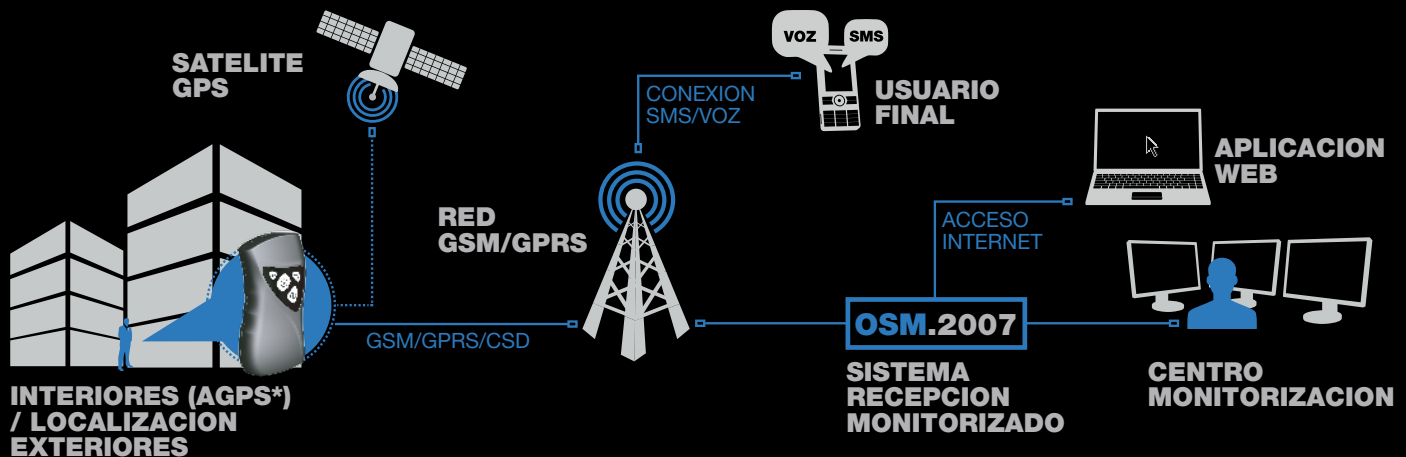 SATELITE
GPS
VOZ
SMS
USUARIO
FINAL
CONEXION
SMS/VOZ
APLICACION
WEB
RED
GSM/GPRS
ACCESO
INTERNET
GSM/GPRS/CSD
OSM.2007
INTERIORES (AGPS*)
/ LOCALIZACION
EXTERIORES
SISTEMA
RECEPCION
MONITORIZADO
CENTRO
MONITORIZACION